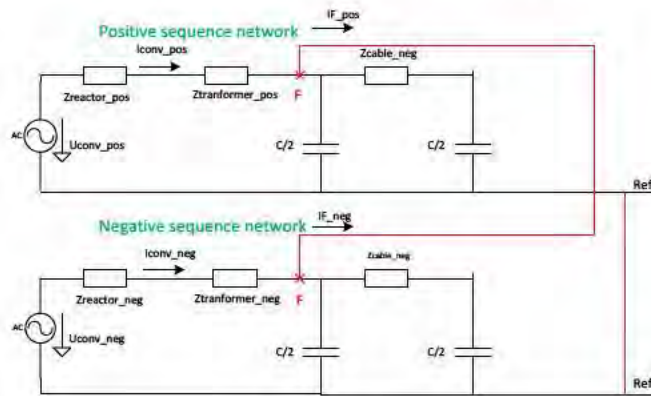 IF_pos
Positive sequence network
Iconv_pos
Zcable_neg
Zreactor_pos
Ztranformer_pos
F
AC
Uconv_pos
C/2
C/2
Ref
Negative sequence network
IF_neg
Iconv_neg
Zcable_neg
Zreactor_neg
Ztranformer_neg
F
AC
Uconv_neg
C/2
C/2
Ref